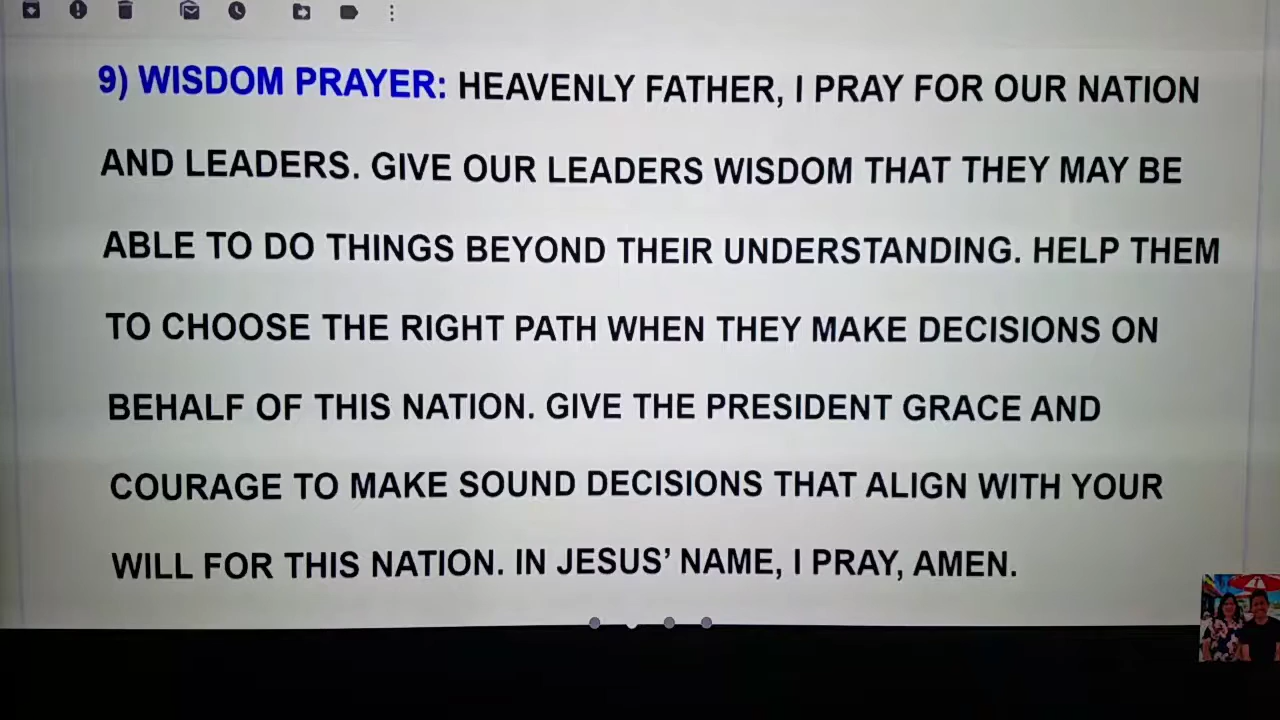 9) WISDOM PRAYER: HEAVENLY FATHER, I PRAY FOR OUR NATION
AND LEADERS. GIVE OUR LEADERS WISDOM THAT THEY MAY BE
ABLE TO DO THINGS BEYOND THEIR UNDERSTANDING. HELP THEM
TO CHOOSE THE RIGHT PATH WHEN THEY MAKE DECISIONS ON
BEHALF OF THIS NATION. GIVE THE PRESIDENT GRACE AND
COURAGE TO MAKE SOUND DECISIONS THAT ALIGN WITH YOUR
WILL FOR THIS NATION. IN JESUS’ NAME, I PRAY, AMEN.